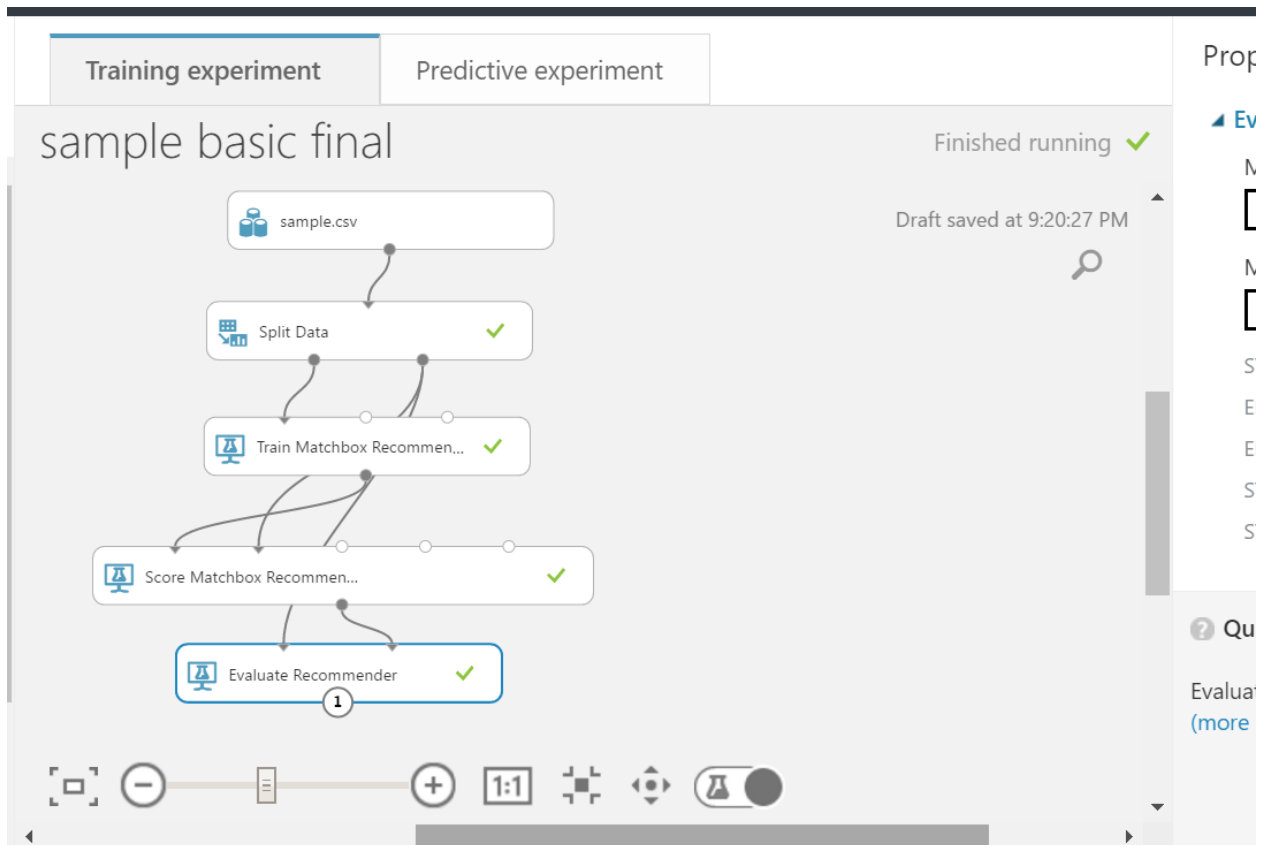 Training experiment
Predictive experiment
Prop
sample basic final
Finished running
Ev
sample.csv
Draft saved at 9:20:27 PM
M
Split Data
M
S
E
Train Matchbox Recommen...
E
S
S
Score Matchbox Recommen...
Qu
Evaluate Recommender
1
Evalua
(more
1:1